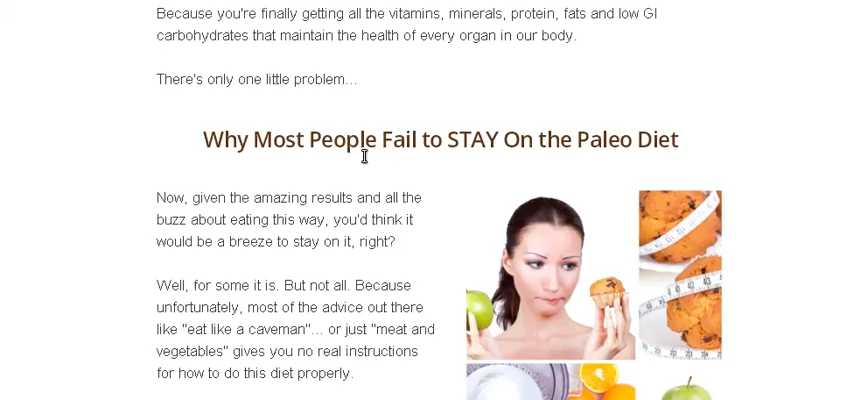 Because you're finally getting all the vitamins, minerals, protein, fats and low GI
carbohydrates that maintain the health of every organ in our body.
There's only one little problem...
Why Most People Fail to STAY On the Paleo Diet
Now, given the amazing results and all the
buzz about eating this way, you'd think it
would be a breeze to stay on it, right?
Well, for some it is. But not all. Because
unfortunately, most of the advice out there
like "eat like a caveman"... or just "meat and
vegetables" gives you no real instructions
for how to do this diet properly.